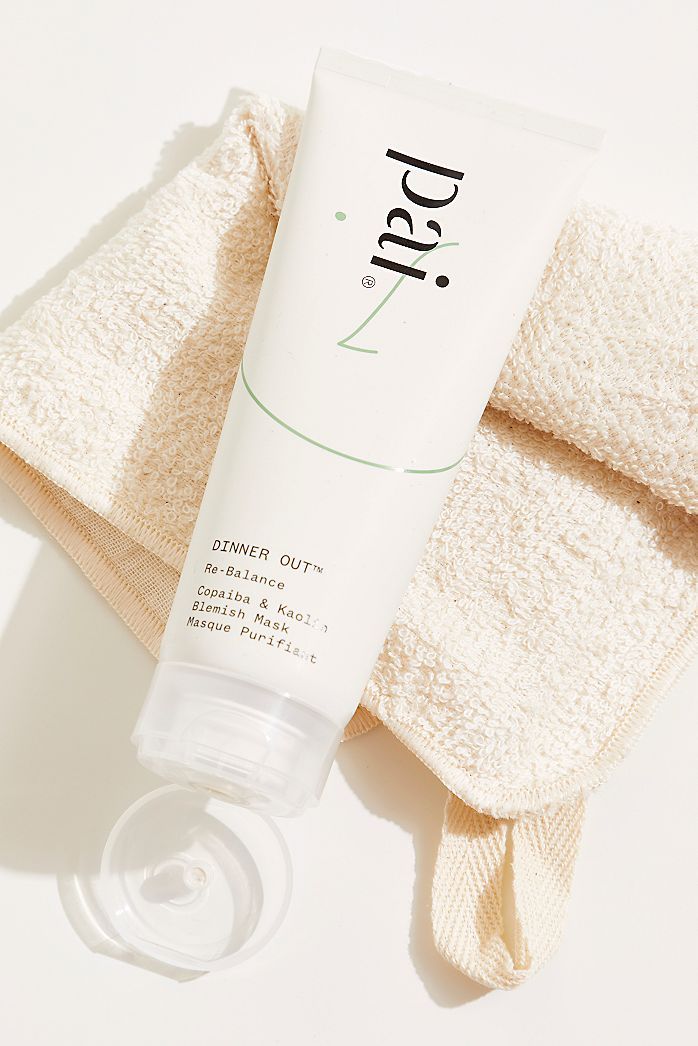 pai
®
DINNER OUT™
Re-Balance
Copaiba & Kaolin
Blemish Mask
Masque Purifiant